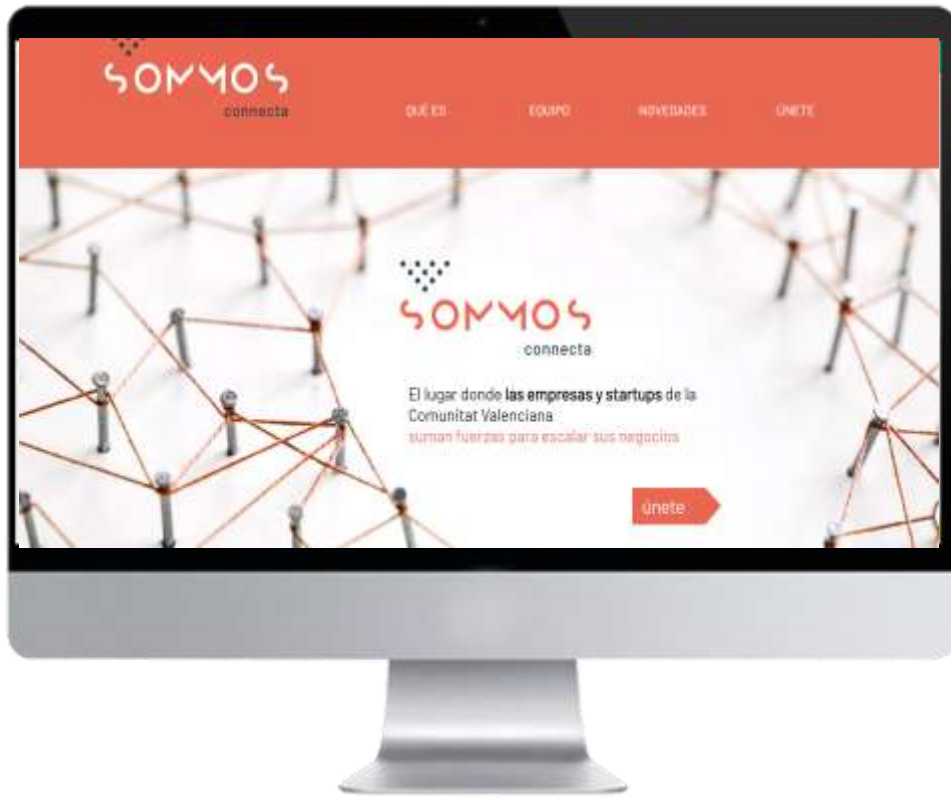 SOMMOS
connecta
QUÉ ES
EQUIPO
NOVEDADES
ÚNETE
SOMMOS
connecta
El lugar donde las empresas y startups de la
Comunitat Valenciana
suman fuerzas para escalar sus negocios
únete